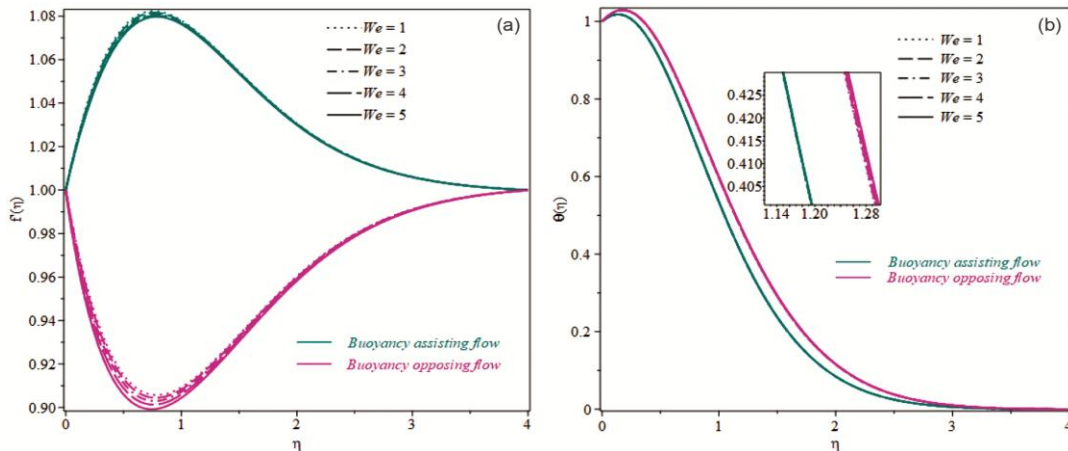 (a)
We = 1
We = 2
We = 3
We = 4
We = 5
1.08
1.06
1.04
1.02
1.00
0.98
0.96
0.94
0.92
0.90
f'(η)
Buoyancy assisting flow
Buoyancy opposing flow
0 1 2 3 4
η
(b)
We = 1
We = 2
We = 3
We = 4
We = 5
1
0.8
0.6
0.4
0.2
0
θ(η)
0.425
0.420
0.415
0.410
0.405
1.14 1.20 1.28
Buoyancy assisting flow
Buoyancy opposing flow
0 1 2 3 4
η